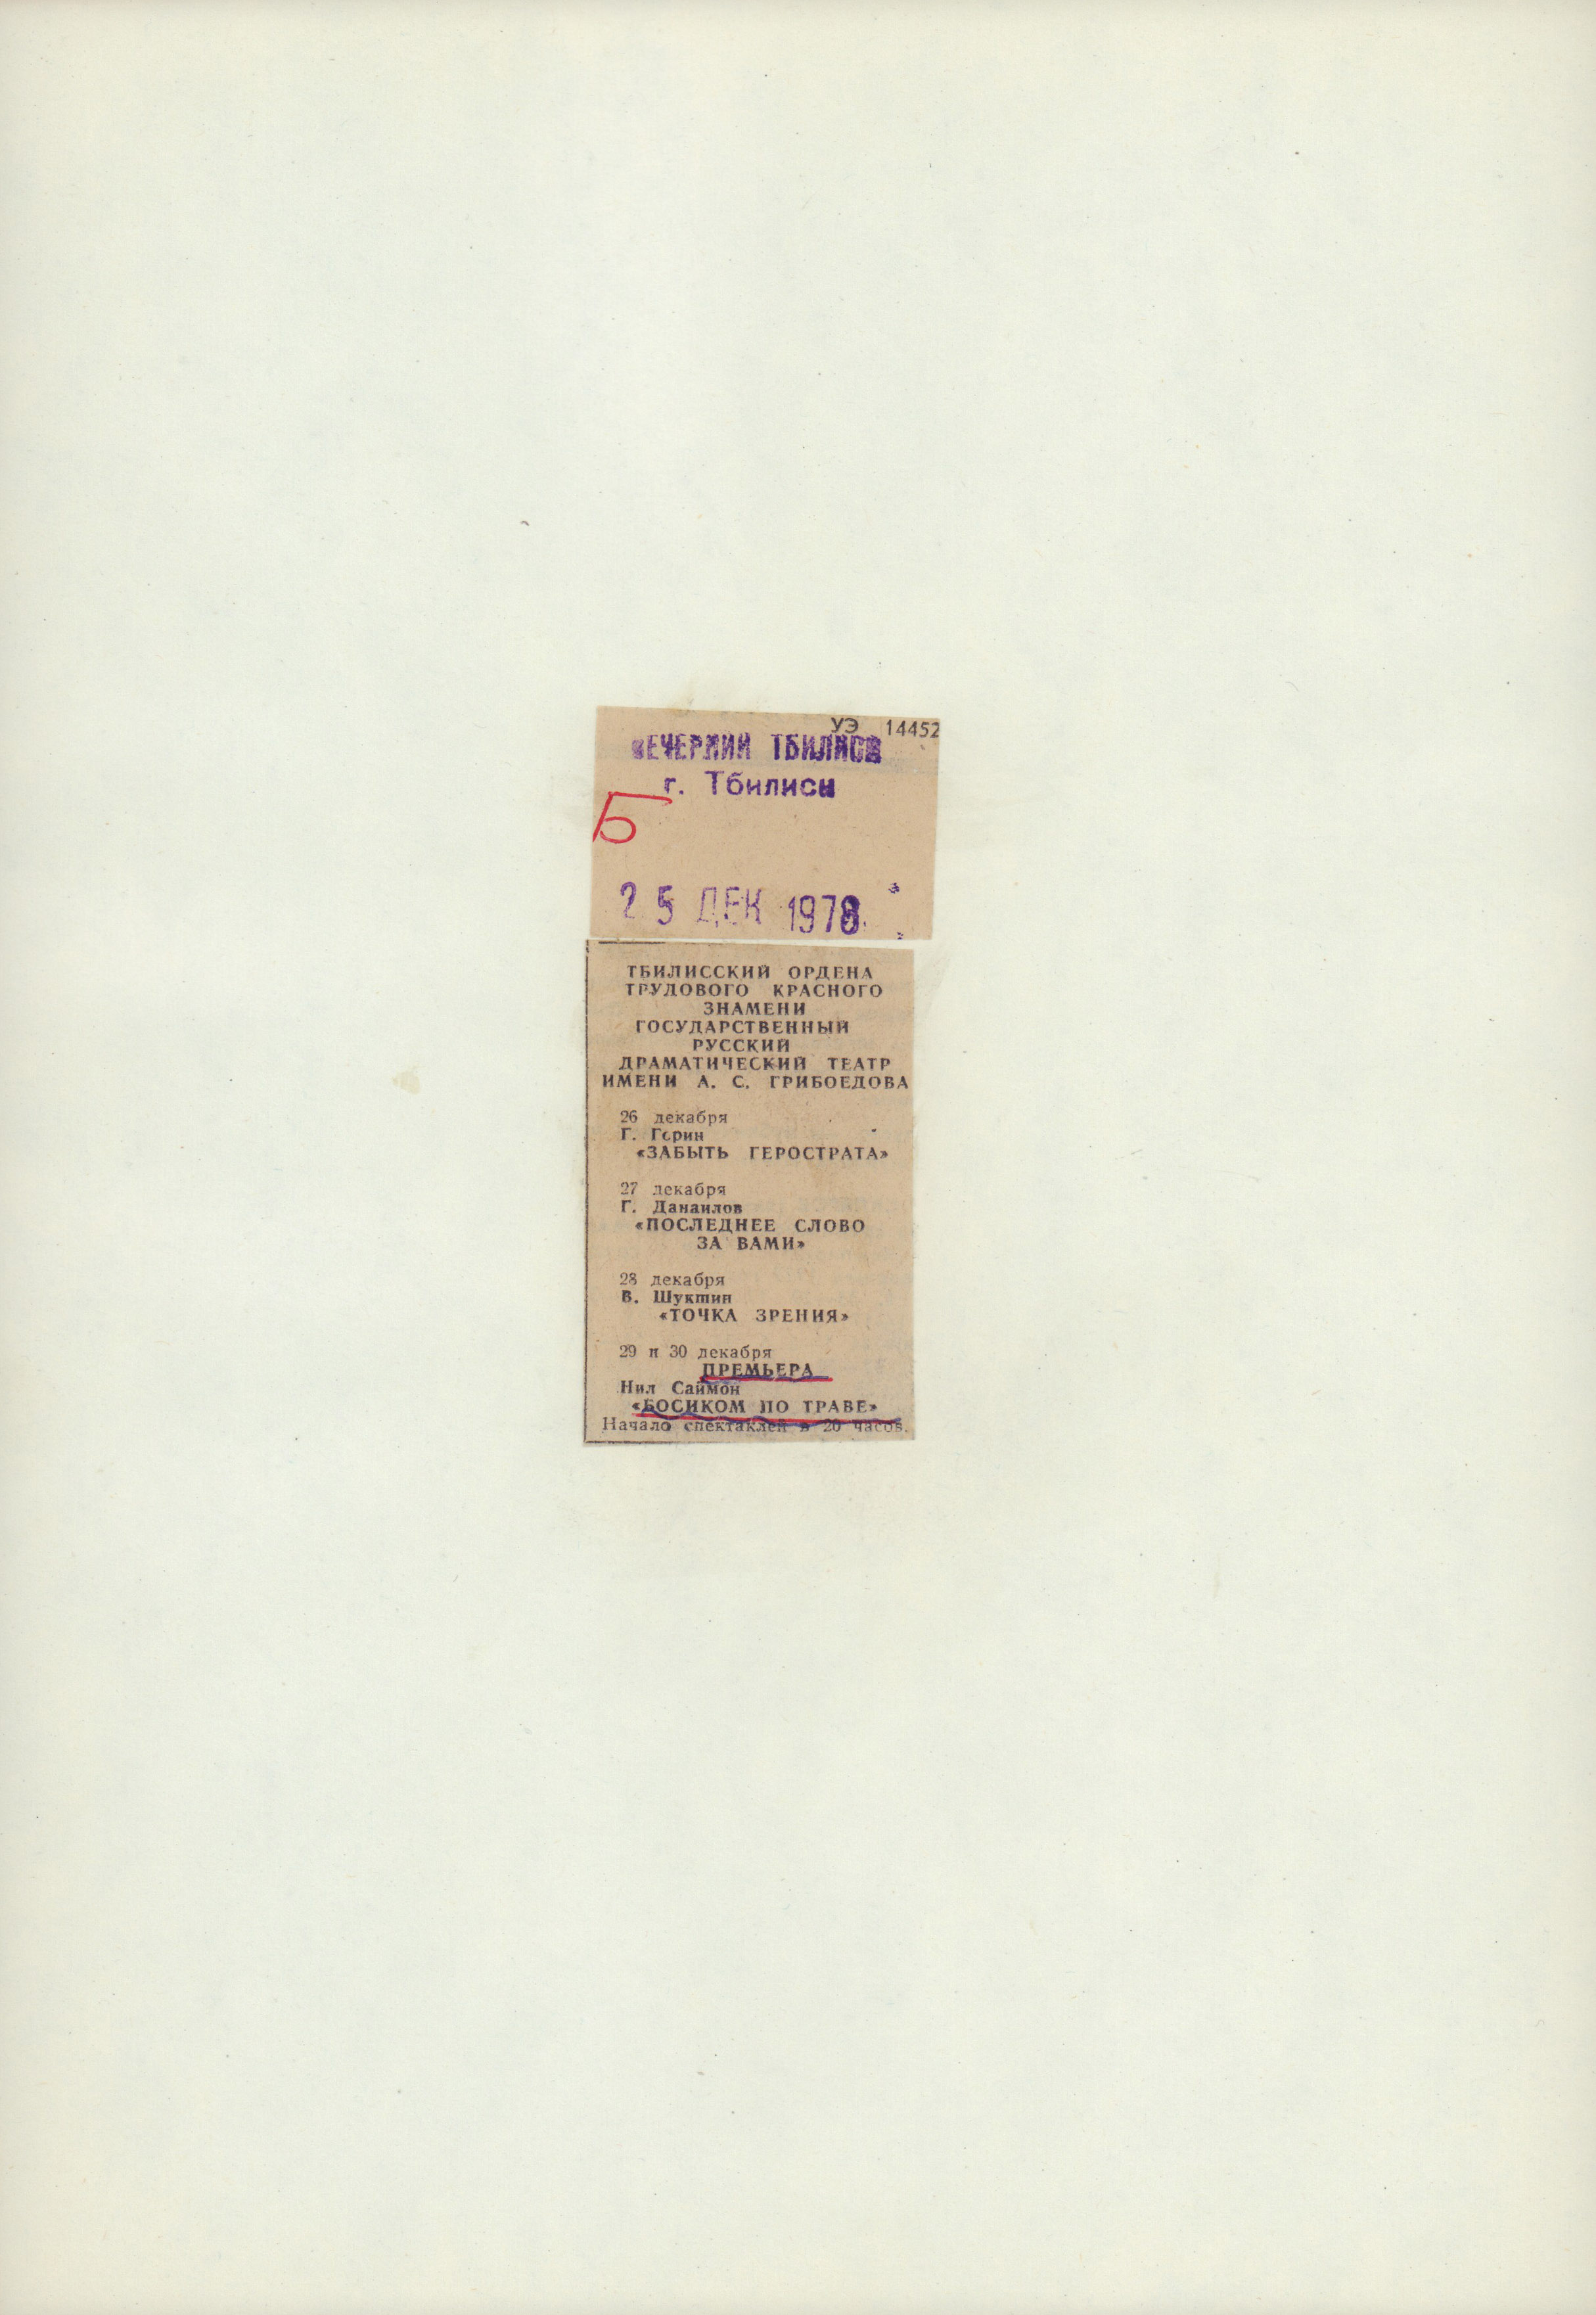 УЭ 14452
ВЕЧЕРНИЙ ТБИЛИСИ
г. Тбилиси
Б
25 ДЕК 1978
ТБИЛИССКИЙ ОРДЕНА
ТРУДОВОГО КРАСНОГО
ЗНАМЕНИ
ГОСУДАРСТВЕННЫЙ
РУССКИЙ
ДРАМАТИЧЕСКИЙ ТЕАТР
ИМЕНИ А. С. ГРИБОЕДОВА
26 декабря
Г. Горин
«ЗАБЫТЬ ГЕРОСТРАТА»
27 декабря
Г. Данаилов
«ПОСЛЕДНЕЕ СЛОВО
ЗА ВАМИ»
28 декабря
В. Шукшин
«ТОЧКА ЗРЕНИЯ»
29 и 30 декабря
ПРЕМЬЕРА
Нил Саймон
«БОСИКОМ ПО ТРАВЕ»
Начало спектаклей в 20 часов.